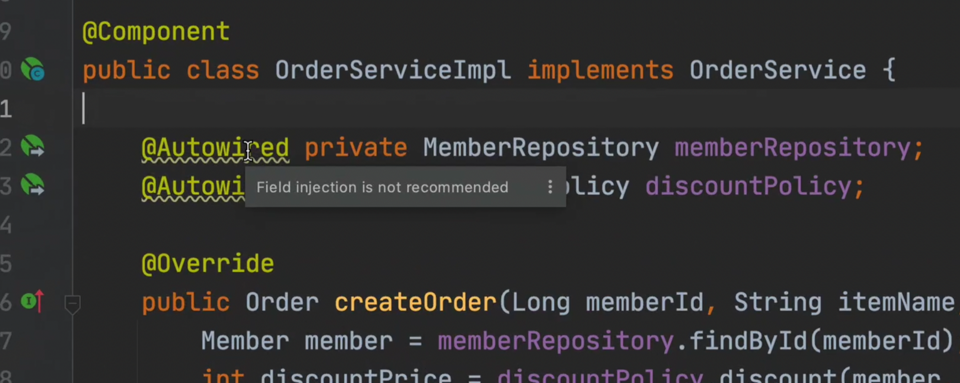 9 @Component
0 public class OrderServiceImpl implements OrderService {
1
2 @Autowired private MemberRepository memberRepository;
3 @Autowi olicy discountPolicy;
Field injection is not recommended
4
5 @Override
6 public Order createOrder(Long memberId, String itemName
7 Member member = memberRepository.findById(memberId)
8 int discountPrice = discountPolicy.discount(member,